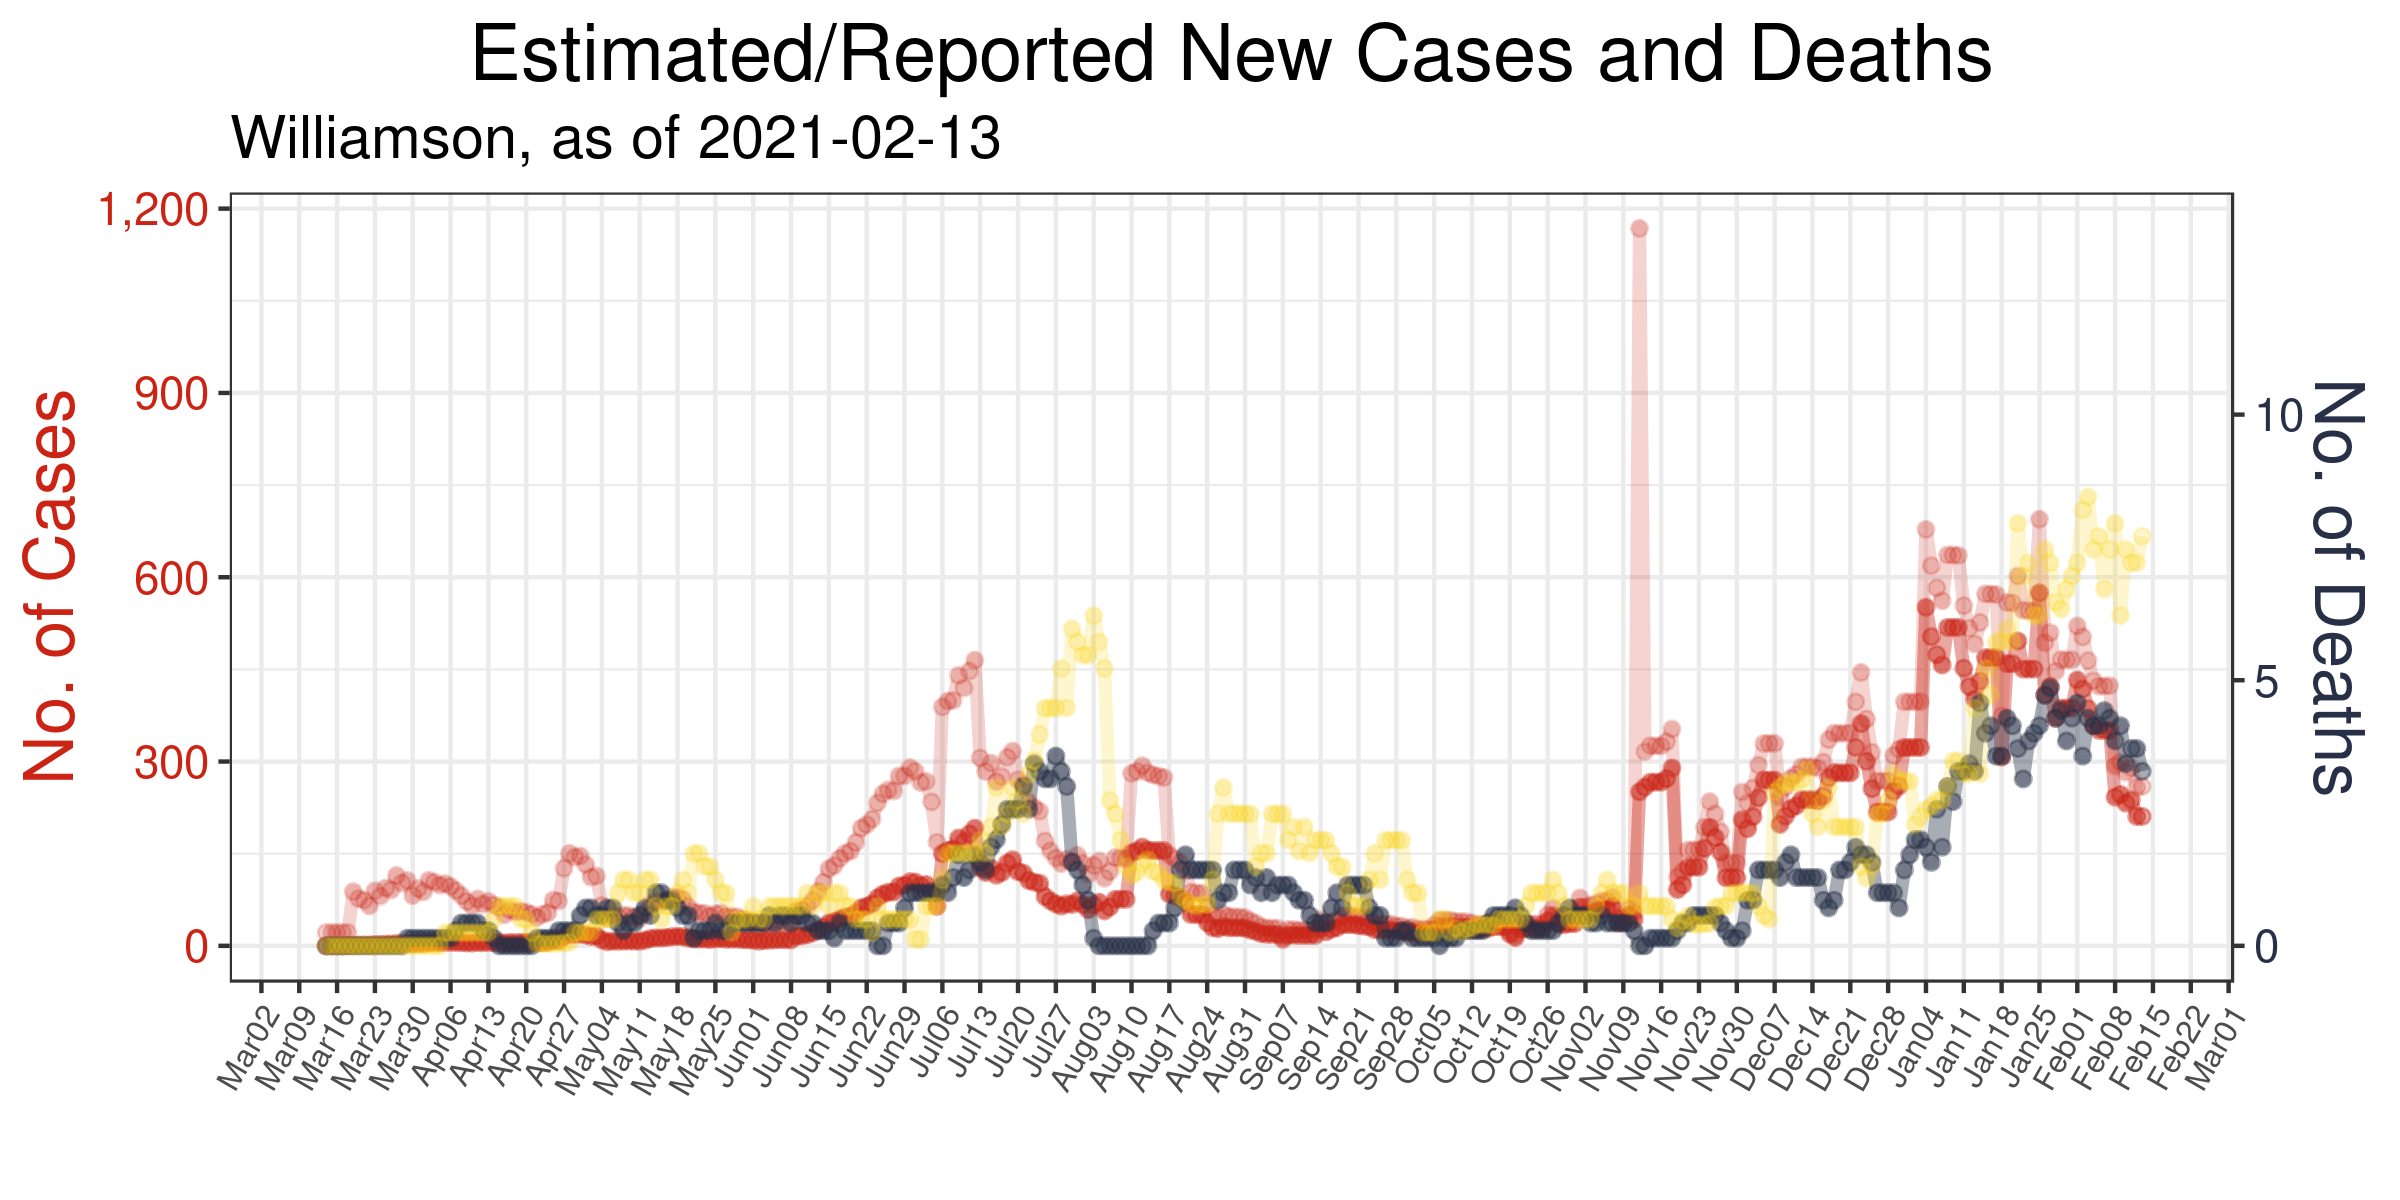 Estimated/Reported New Cases and Deaths
Williamson, as of 2021-02-13
No. of Cases
1,200
900
600
300
0
10
5
0
No. of Deaths
Mar02
Mar09
Mar16
Mar23
Mar30
Apr06
Apr13
Apr20
Apr27
May04
May11
May18
May25
Jun01
Jun08
Jun15
Jun22
Jun29
Jul06
Jul13
Jul20
Jul27
Aug03
Aug10
Aug17
Aug24
Aug31
Sep07
Sep14
Sep21
Sep28
Oct05
Oct12
Oct19
Oct26
Nov02
Nov09
Nov16
Nov23
Nov30
Dec07
Dec14
Dec21
Dec28
Jan04
Jan11
Jan18
Jan25
Feb01
Feb08
Feb15
Feb22
Mar01